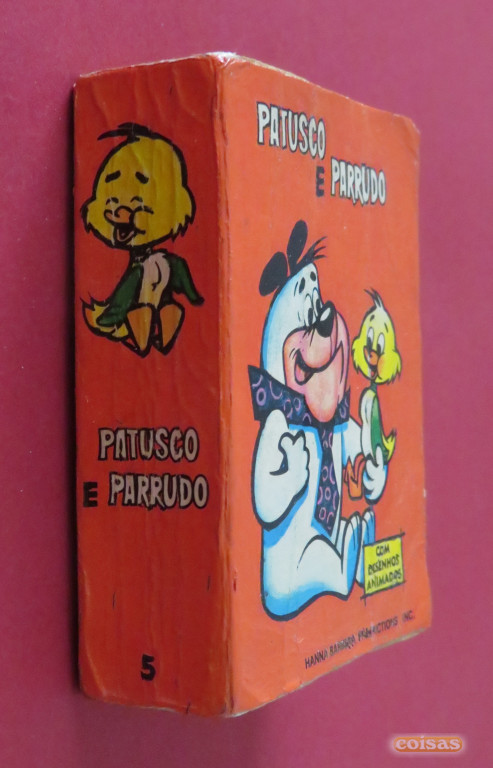 PATUSCO
E PARRUDO
5
PATUSCO
E PARRUDO
COM
DESENHOS
ANIMADOS
HANNA BARBERA PRODUCTIONS INC.
coisas